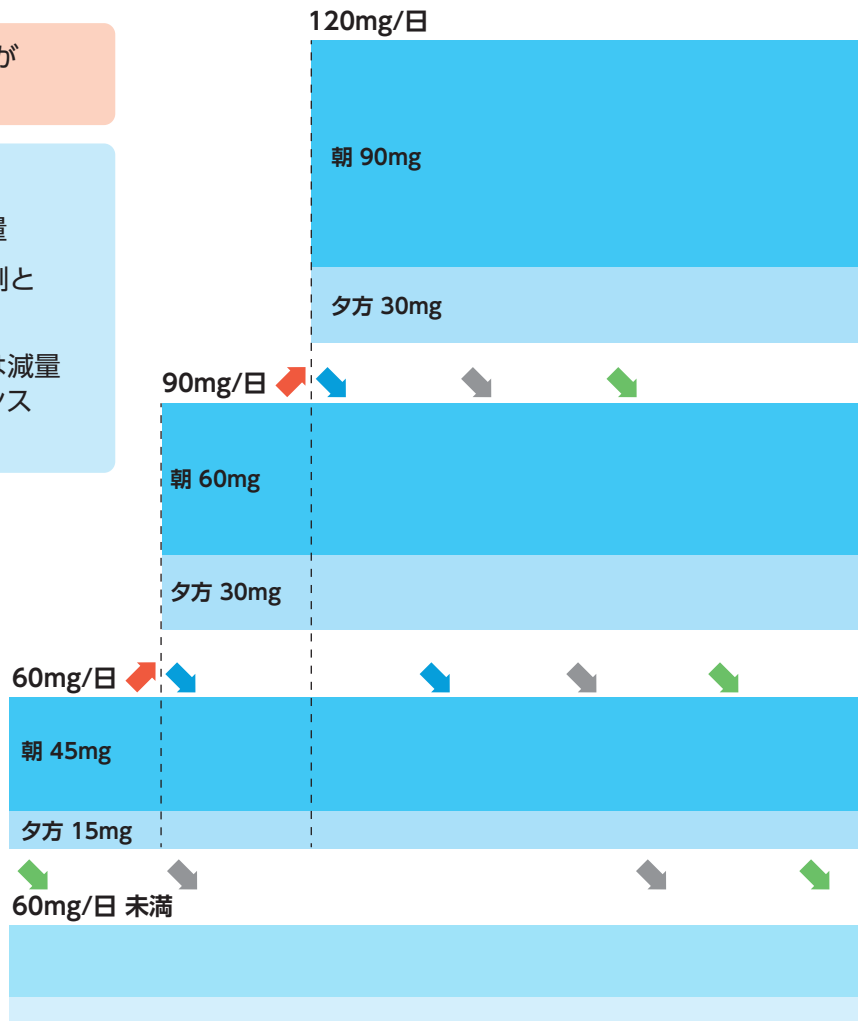 が
量
剤と
は減量
ンス
120mg/日
朝 90mg
夕方 30mg
90mg/日
朝 60mg
夕方 30mg
60mg/日
朝 45mg
夕方 15mg
60mg/日 未満